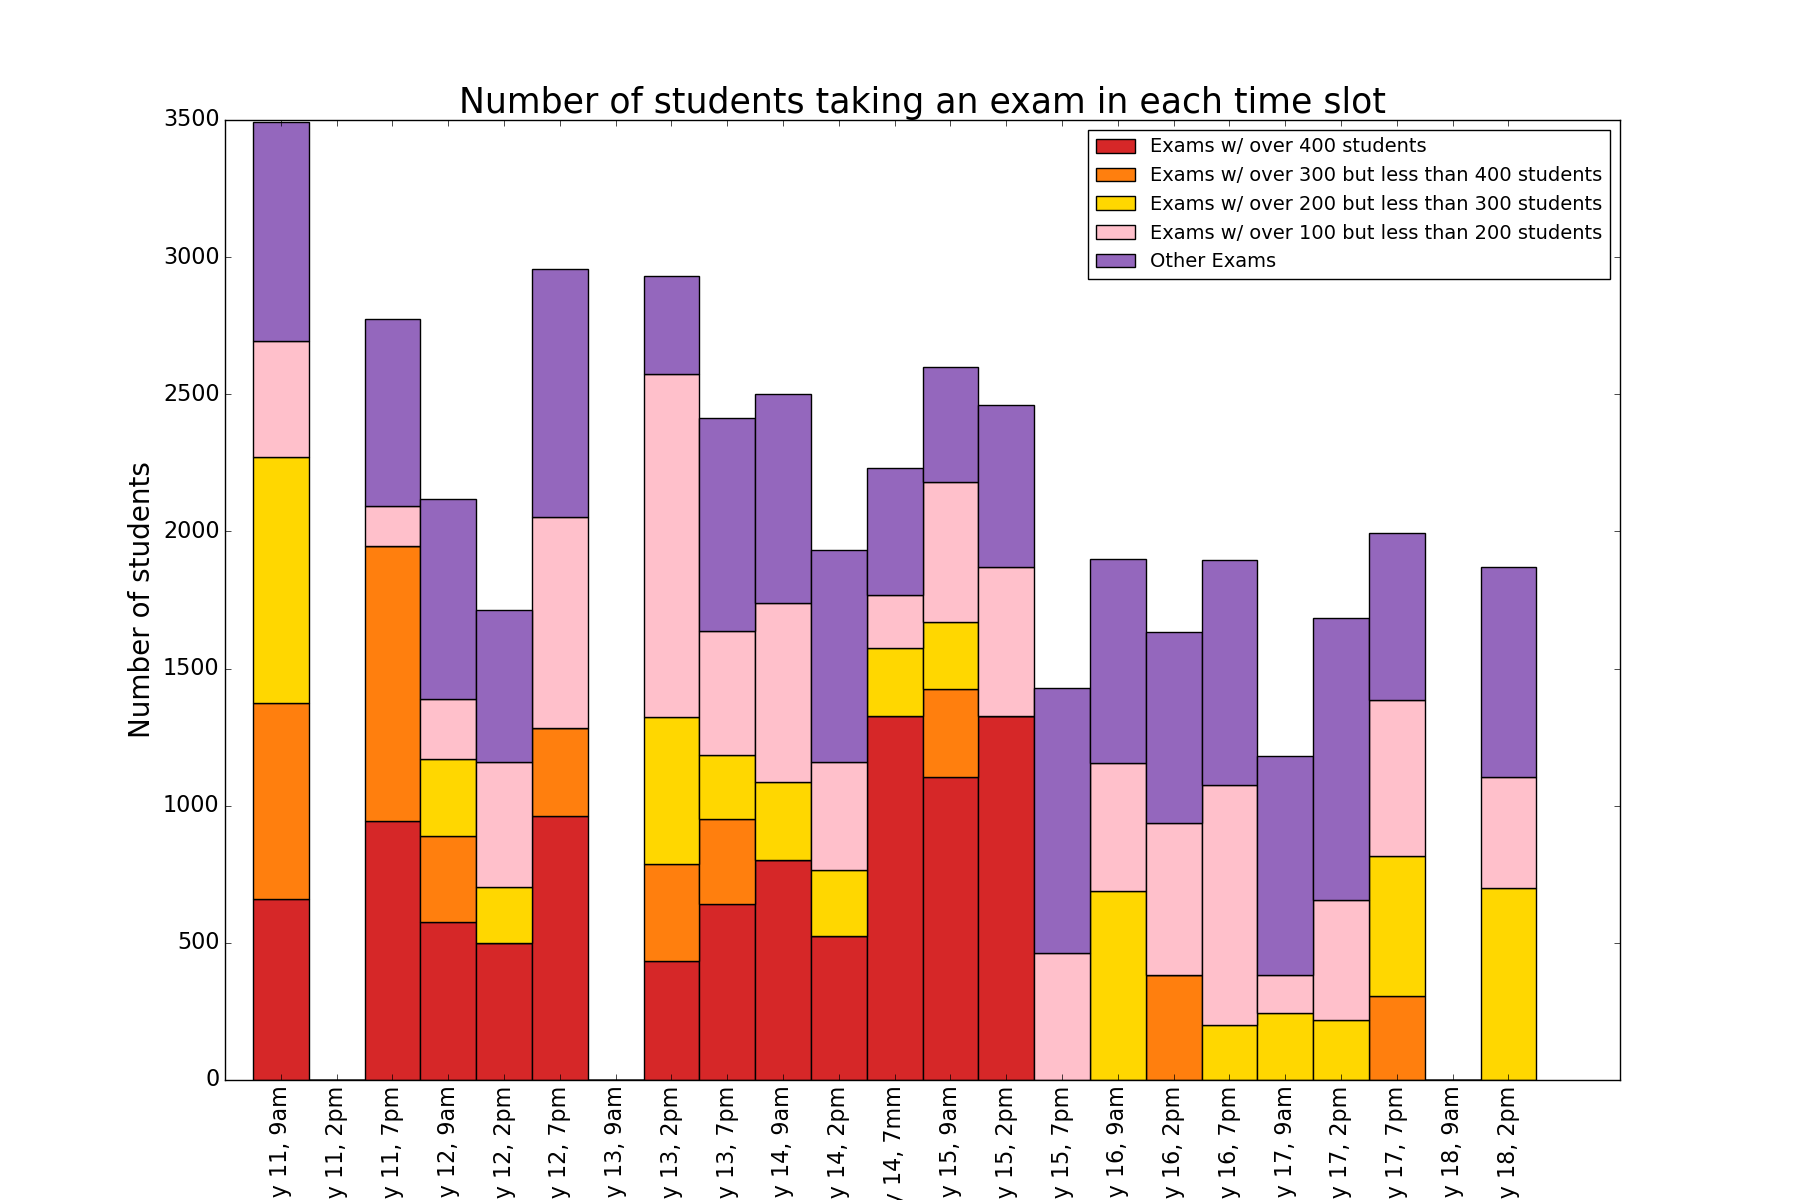 Number of students taking an exam in each time slot
3500
3000
2500
2000
1500
1000
500
0
Number of students
Exams w/ over 400 students
Exams w/ over 300 but less than 400 students
Exams w/ over 200 but less than 300 students
Exams w/ over 100 but less than 200 students
Other Exams
y 11, 9am
y 11, 2pm
y 11, 7pm
y 12, 9am
y 12, 2pm
y 12, 7pm
y 13, 9am
y 13, 2pm
y 13, 7pm
y 14, 9am
y 14, 2pm
y 14, 7mm
y 15, 9am
y 15, 2pm
y 15, 7pm
y 16, 9am
y 16, 2pm
y 16, 7pm
y 17, 9am
y 17, 2pm
y 17, 7pm
y 18, 9am
y 18, 2pm